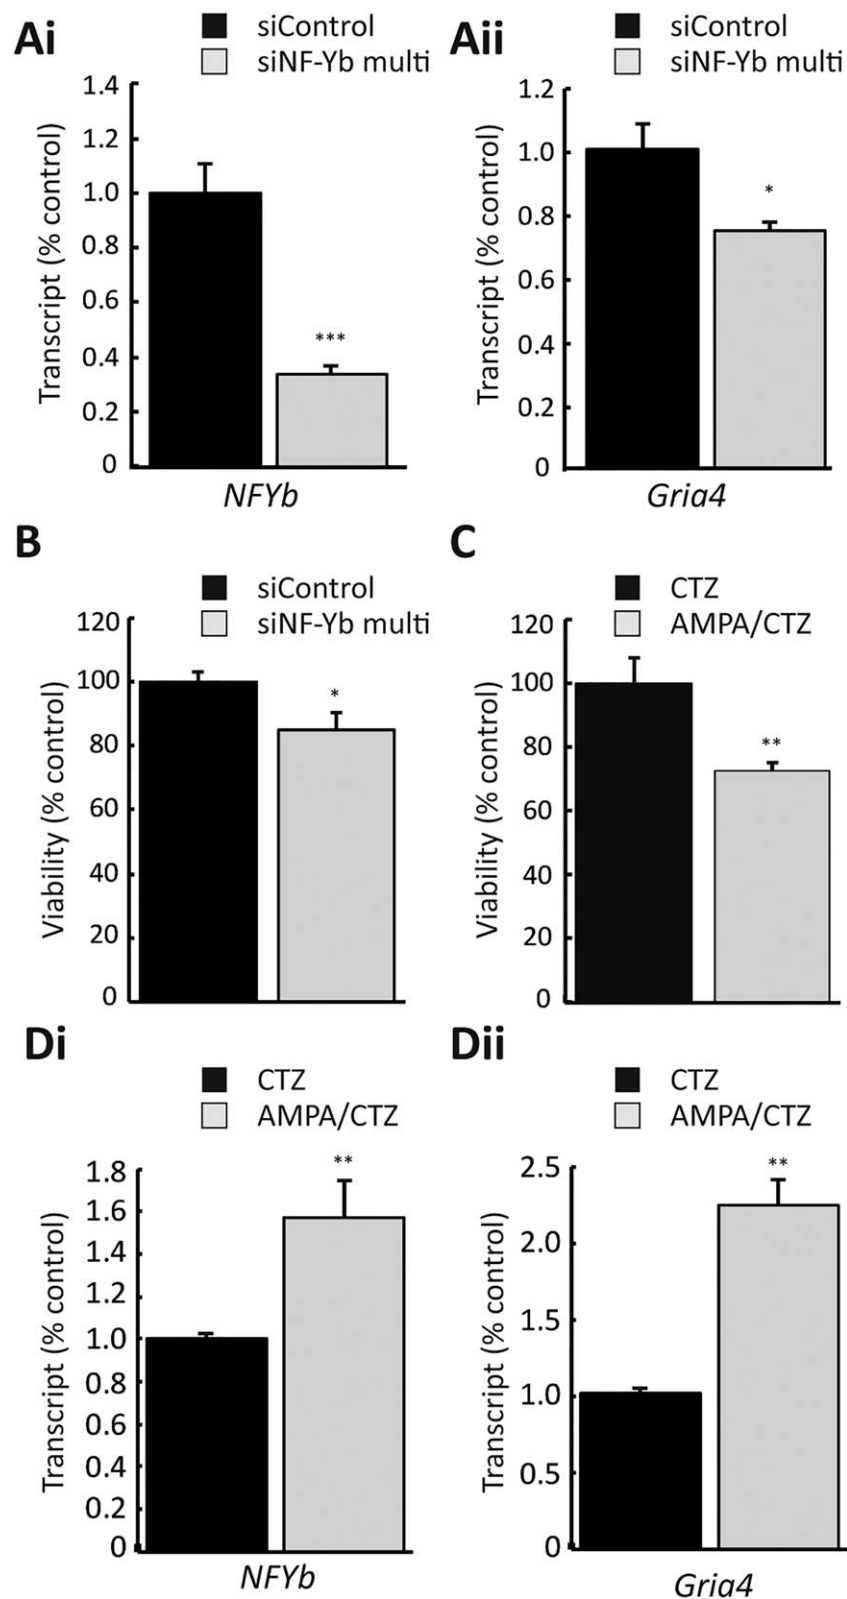 Ai
siControl
siNF-Yb multi
Transcript (% control)
1.4
1.2
1.0
0.8
0.6
0.4
0.2
0
***
NFYb
Aii
siControl
siNF-Yb multi
Transcript (% control)
1.2
1.0
0.8
0.6
0.4
0.2
0
*
Gria4
B
siControl
siNF-Yb multi
Viability (% control)
120
100
80
60
40
20
0
*
C
CTZ
AMPA/CTZ
Viability (% control)
120
100
80
60
40
20
0
**
Di
CTZ
AMPA/CTZ
Transcript (% control)
1.8
1.6
1.4
1.2
1.0
0.8
0.6
0.4
0.2
0
**
NFYb
Dii
CTZ
AMPA/CTZ
Transcript (% control)
2.5
2.0
1.5
1.0
0.5
0
**
Gria4